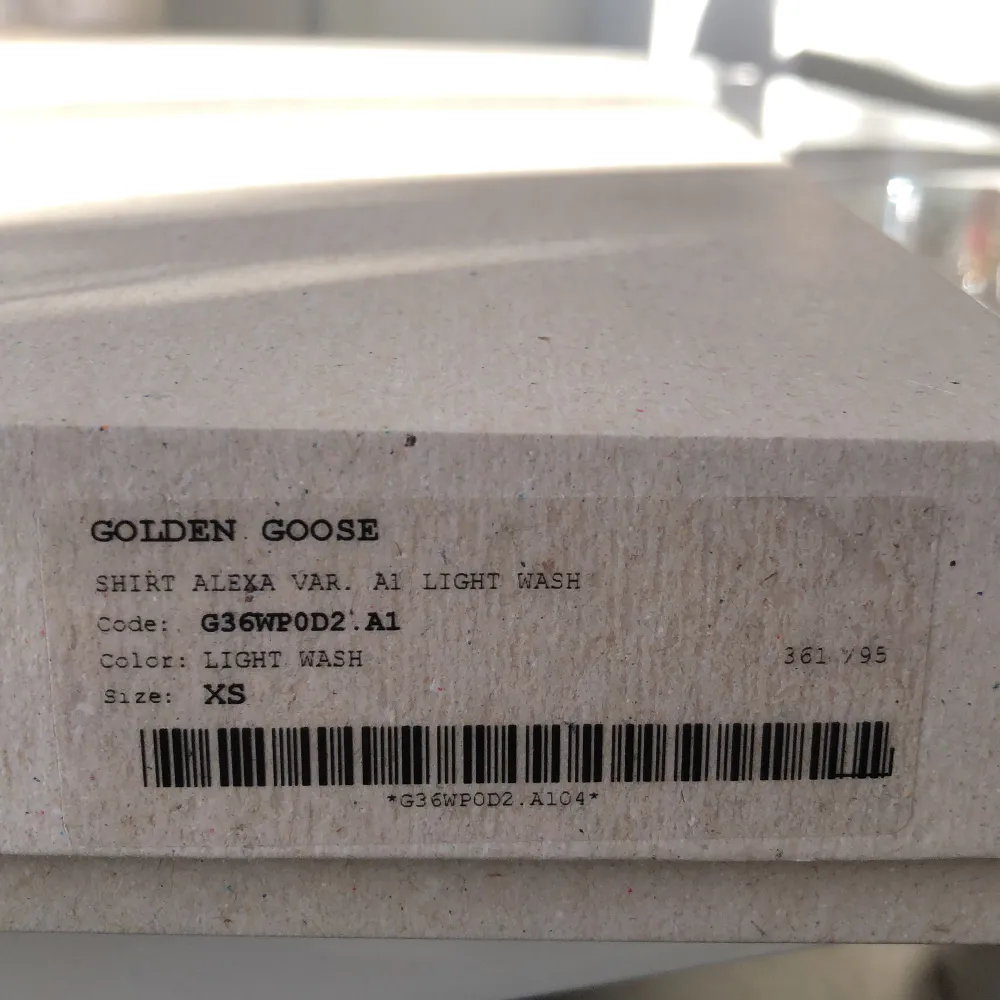 GOLDEN GOOSE
SHIRT ALEXA VAR. A1 LIGHT WASH
Code: G36WP0D2.A1
Color: LIGHT WASH 361 /95
Size: XS
*G36WP0D2.A104*